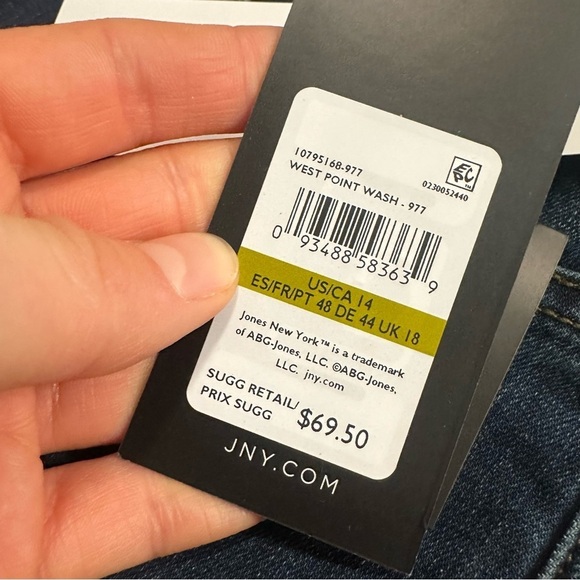 10795168-977
WEST POINT WASH - 977
EPC™
0230052440
0 93488 58363 9
US/CA 14
ES/FR/PT 48 DE 44 UK 18
Jones New York™ is a trademark
of ABG-Jones, LLC. ©ABG-Jones,
LLC. jny.com
SUGG RETAIL/
PRIX SUGG $69.50
JNY.COM